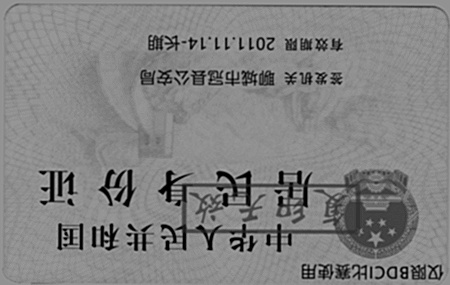 中华人民共和国
居民身份证
复印无效
签发机关 聊城市冠县公安局
有效期限 2011.11.14-长期
仅限BDCI比赛使用